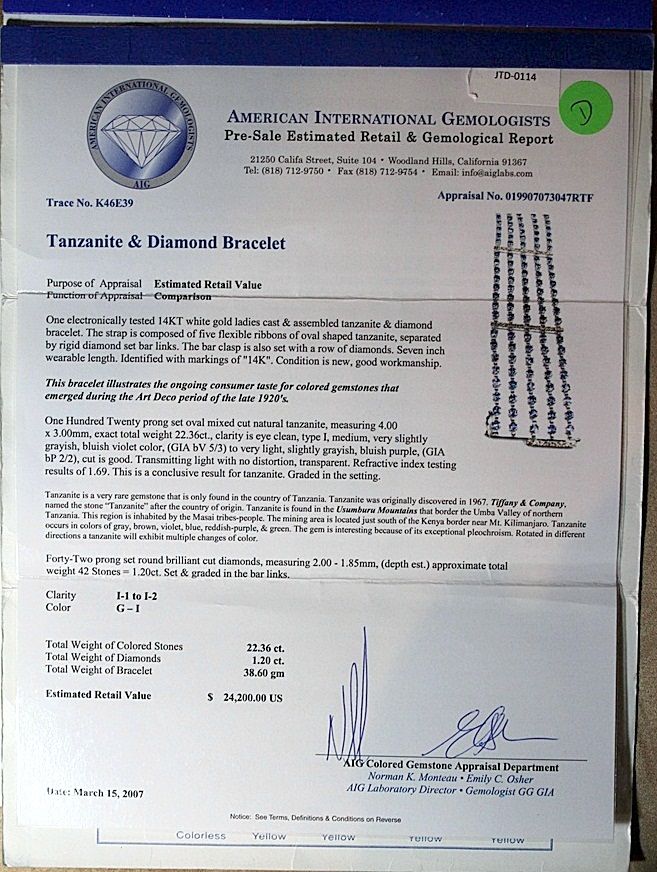 JTD-0114
D
AMERICAN INTERNATIONAL GEMOLOGISTS
AIG
AMERICAN INTERNATIONAL GEMOLOGISTS
Pre-Sale Estimated Retail & Gemological Report
21250 Califa Street, Suite 104 • Woodland Hills, California 91367
Tel: (818) 712-9750 • Fax (818) 712-9754 • Email: info@aiglabs.com
Trace No. K46E39
Appraisal No. 019907073047RTF
Tanzanite & Diamond Bracelet
Purpose of Appraisal Estimated Retail Value
Function of Appraisal Comparison
One electronically tested 14KT white gold ladies cast & assembled tanzanite & diamond
bracelet. The strap is composed of five flexible ribbons of oval shaped tanzanite, separated
by rigid diamond set bar links. The bar clasp is also set with a row of diamonds. Seven inch
wearable length. Identified with markings of "14K". Condition is new, good workmanship.
This bracelet illustrates the ongoing consumer taste for colored gemstones that
emerged during the Art Deco period of the late 1920's.
One Hundred Twenty prong set oval mixed cut natural tanzanite, measuring 4.00
x 3.00mm, exact total weight 22.36ct., clarity is eye clean, type I, medium, very slightly
grayish, bluish violet color, (GIA bV 5/3) to very light, slightly grayish, bluish purple, (GIA
bP 2/2), cut is good. Transmitting light with no distortion, transparent. Refractive index testing
results of 1.69. This is a conclusive result for tanzanite. Graded in the setting.
Tanzanite is a very rare gemstone that is only found in the country of Tanzania. Tanzanite was originally discovered in 1967. Tiffany & Company,
named the stone "Tanzanite" after the country of origin. Tanzanite is found in the Usumburu Mountains that border the Umba Valley of northern
Tanzania. This region is inhabited by the Masai tribes-people. The mining area is located just south of the Kenya border near Mt. Kilimanjaro. Tanzanite
occurs in colors of gray, brown, violet, blue, reddish-purple, & green. The gem is interesting because of its exceptional pleochroism. Rotated in different
directions a tanzanite will exhibit multiple changes of color.
Forty-Two prong set round brilliant cut diamonds, measuring 2.00 - 1.85mm, (depth est.) approximate total
weight 42 Stones = 1.20ct. Set & graded in the bar links.
Clarity I-1 to I-2
Color G – I
Total Weight of Colored Stones 22.36 ct.
Total Weight of Diamonds 1.20 ct.
Total Weight of Bracelet 38.60 gm
Estimated Retail Value $ 24,200.00 US
AIG Colored Gemstone Appraisal Department
Norman K. Monteau • Emily C. Osher
AIG Laboratory Director • Gemologist GG GIA
Date: March 15, 2007
Notice: See Terms, Definitions & Conditions on Reverse
Colorless Yellow Yellow Yellow Yellow